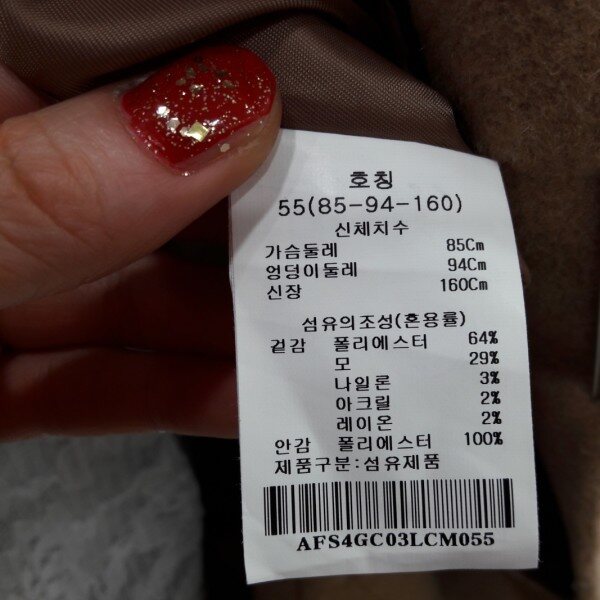 호칭
55(85-94-160)
신체치수
가슴둘레 85Cm
엉덩이둘레 94Cm
신장 160Cm
섬유의조성(혼용률)
겉감 폴리에스터 64%
모 29%
나일론 3%
아크릴 2%
레이온 2%
안감 폴리에스터 100%
제품구분:섬유제품
AFS4GC03LCM055